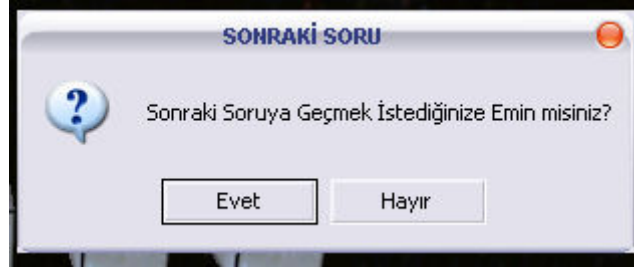 SONRAKİ SORU
?
Sonraki Soruya Geçmek İstediğinize Emin misiniz?
Evet Hayır